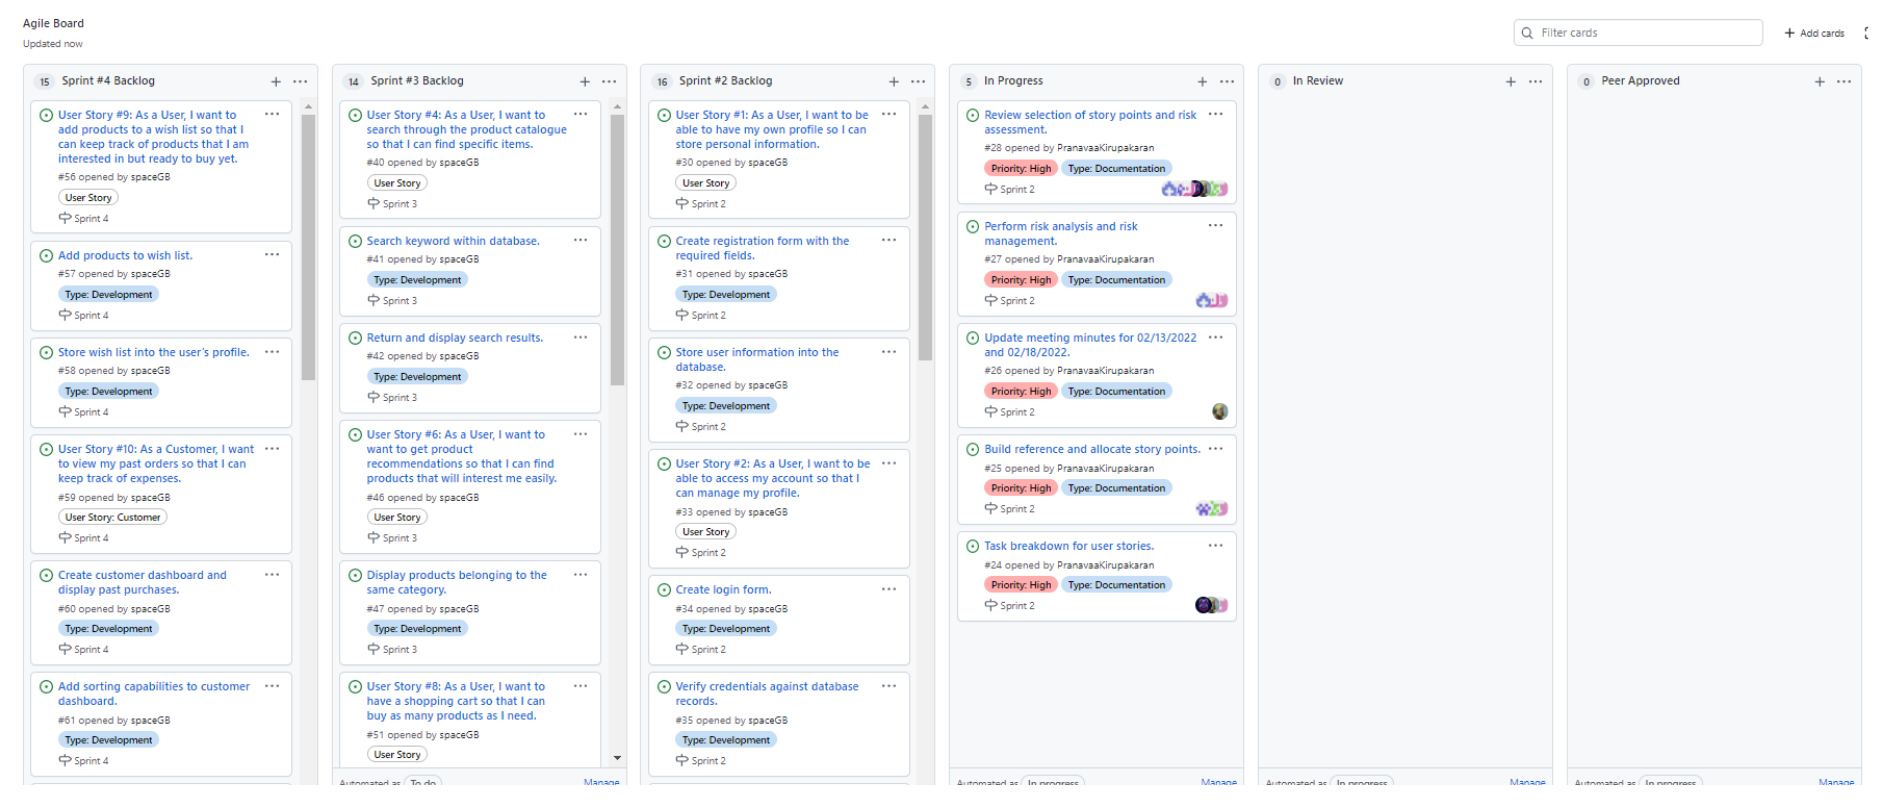 Agile Board
Updated now
Filter cards
+ Add cards
15 Sprint #4 Backlog
User Story #9: As a User, I want to
add products to a wish list so that I
can keep track of products that I am
interested in but ready to buy yet.
#56 opened by spaceGB
User Story
Sprint 4
Add products to wish list.
#57 opened by spaceGB
Type: Development
Sprint 4
Store wish list into the user's profile.
#58 opened by spaceGB
Type: Development
Sprint 4
User Story #10: As a Customer, I want
to view my past orders so that I can
keep track of expenses.
#59 opened by spaceGB
User Story: Customer
Sprint 4
Create customer dashboard and
display past purchases.
#60 opened by spaceGB
Type: Development
Sprint 4
Add sorting capabilities to customer
dashboard.
#61 opened by spaceGB
Type: Development
Sprint 4
14 Sprint #3 Backlog
User Story #4: As a User, I want to
search through the product catalogue
so that I can find specific items.
#40 opened by spaceGB
User Story
Sprint 3
Search keyword within database.
#41 opened by spaceGB
Type: Development
Sprint 3
Return and display search results.
#42 opened by spaceGB
Type: Development
Sprint 3
User Story #6: As a User, I want to
want to get product
recommendations so that I can find
products that will interest me easily.
#46 opened by spaceGB
User Story
Sprint 3
Display products belonging to the
same category.
#47 opened by spaceGB
Type: Development
Sprint 3
User Story #8: As a User, I want to
have a shopping cart so that I can
buy as many products as I need.
#51 opened by spaceGB
User Story
Automated as To do Manage
16 Sprint #2 Backlog
User Story #1: As a User, I want to be
able to have my own profile so I can
store personal information.
#30 opened by spaceGB
User Story
Sprint 2
Create registration form with the
required fields.
#31 opened by spaceGB
Type: Development
Sprint 2
Store user information into the
database.
#32 opened by spaceGB
Type: Development
Sprint 2
User Story #2: As a User, I want to be
able to access my account so that I
can manage my profile.
#33 opened by spaceGB
User Story
Sprint 2
Create login form.
#34 opened by spaceGB
Type: Development
Sprint 2
Verify credentials against database
records.
#35 opened by spaceGB
Type: Development
Sprint 2
5 In Progress
Review selection of story points and risk
assessment.
#28 opened by PranavaaKirupakaran
Priority: High Type: Documentation
Sprint 2
Perform risk analysis and risk
management.
#27 opened by PranavaaKirupakaran
Priority: High Type: Documentation
Sprint 2
Update meeting minutes for 02/13/2022
and 02/18/2022.
#26 opened by PranavaaKirupakaran
Priority: High Type: Documentation
Sprint 2
Build reference and allocate story points.
#25 opened by PranavaaKirupakaran
Priority: High Type: Documentation
Sprint 2
Task breakdown for user stories.
#24 opened by PranavaaKirupakaran
Priority: High Type: Documentation
Sprint 2
Automated as In progress Manage
0 In Review
Automated as In progress Manage
0 Peer Approved
Automated as In progress Manage